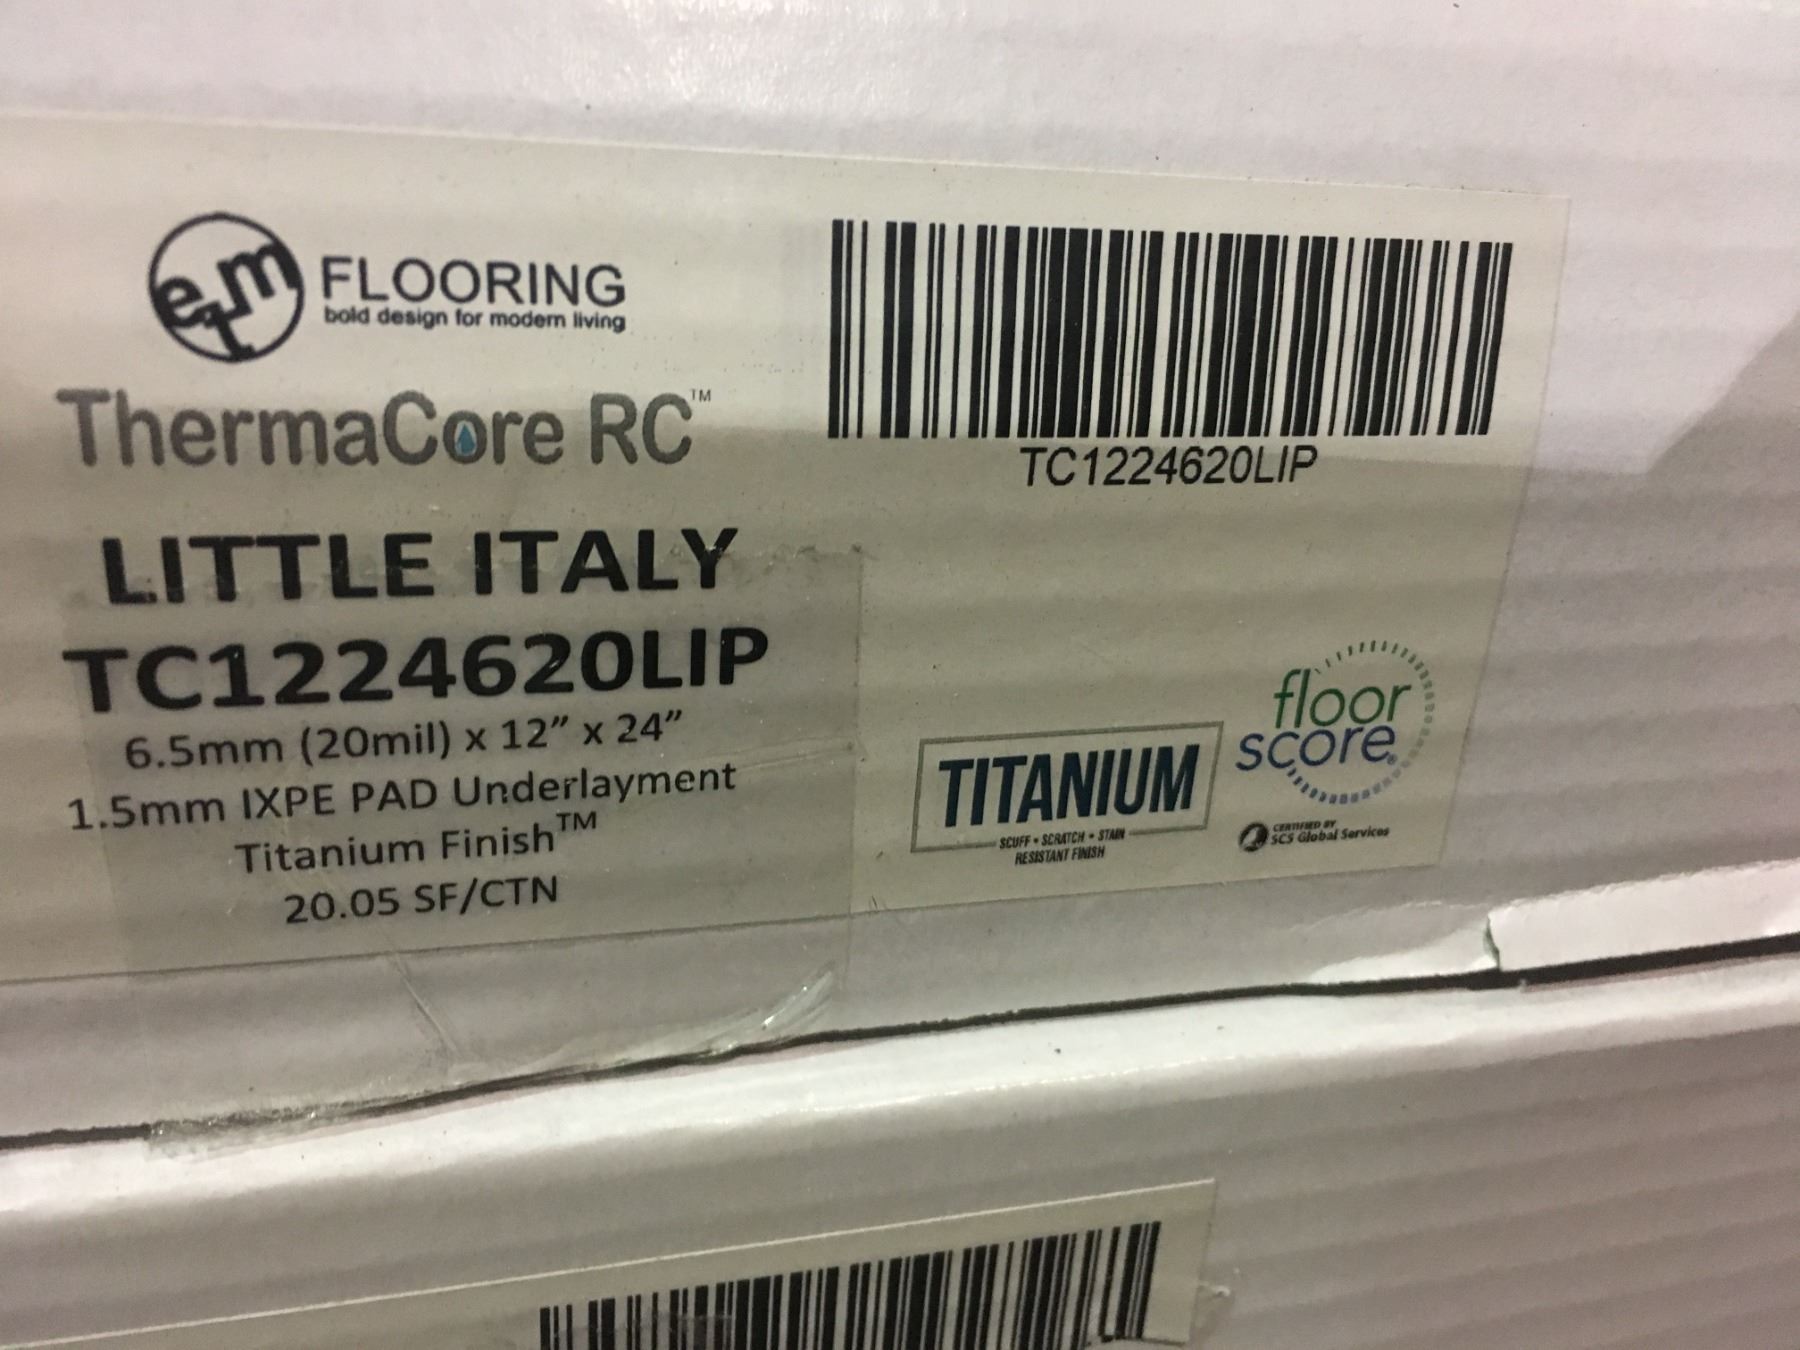 elm FLOORING
bold design for modern living
ThermaCore RC™
LITTLE ITALY
TC1224620LIP
6.5mm (20mil) x 12" x 24"
1.5mm IXPE PAD Underlayment
Titanium Finish™
20.05 SF/CTN
TC1224620LIP
TITANIUM
SCUFF • SCRATCH • STAIN
RESISTANT FINISH
floor
score®
CERTIFIED BY
SCS Global Services